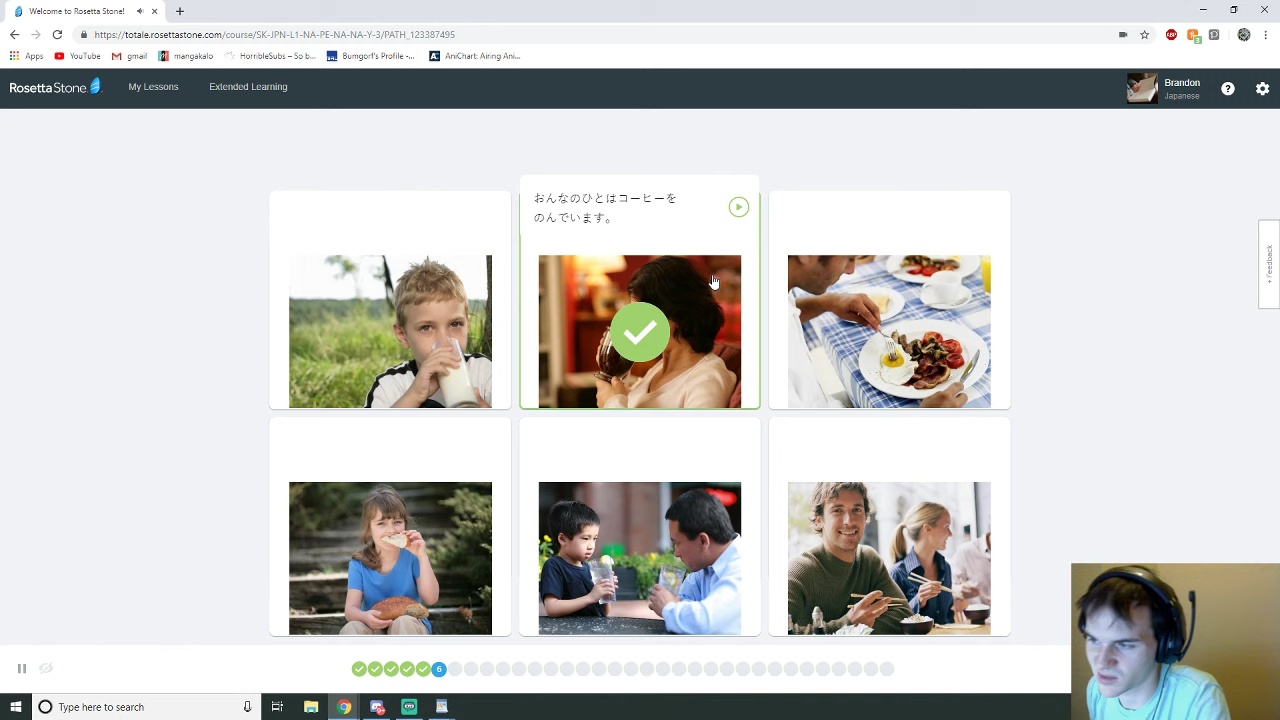 Welcome to Rosetta Stone!
https://totale.rosettastone.com/course/SK-JPN-L1-NA-PE-NA-NA-Y-3/PATH_123387495
Apps
YouTube
gmail
mangakalo
HorribleSubs – So b...
Bumgorf's Profile -...
AniChart: Airing Ani...
RosettaStone
My Lessons
Extended Learning
Brandon
Japanese
おんなのひとはコーヒーを
のんでいます。
+ Feedback
6
Type here to search